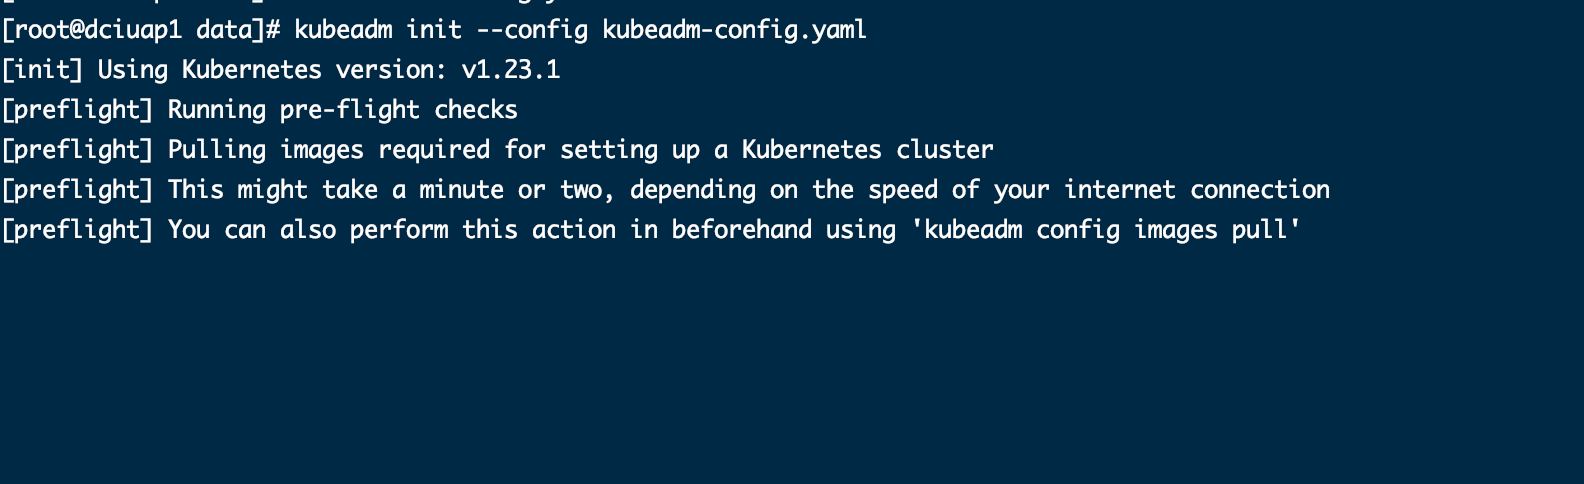 [root@dciuap1 data]# kubeadm init --config kubeadm-config.yaml
[init] Using Kubernetes version: v1.23.1
[preflight] Running pre-flight checks
[preflight] Pulling images required for setting up a Kubernetes cluster
[preflight] This might take a minute or two, depending on the speed of your internet connection
[preflight] You can also perform this action in beforehand using 'kubeadm config images pull'